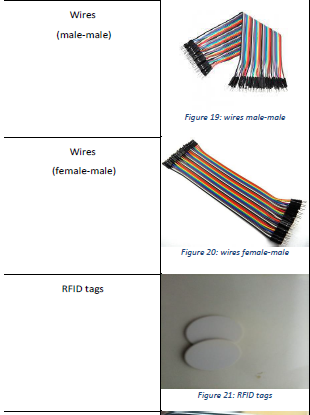 Wires
(male-male)
Figure 19: wires male-male
Wires
(female-male)
Figure 20: wires female-male
RFID tags
Figure 21: RFID tags